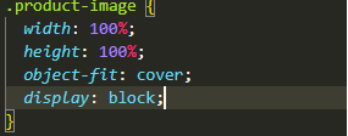 .product-image {
width: 100%;
height: 100%;
object-fit: cover;
display: block;
}